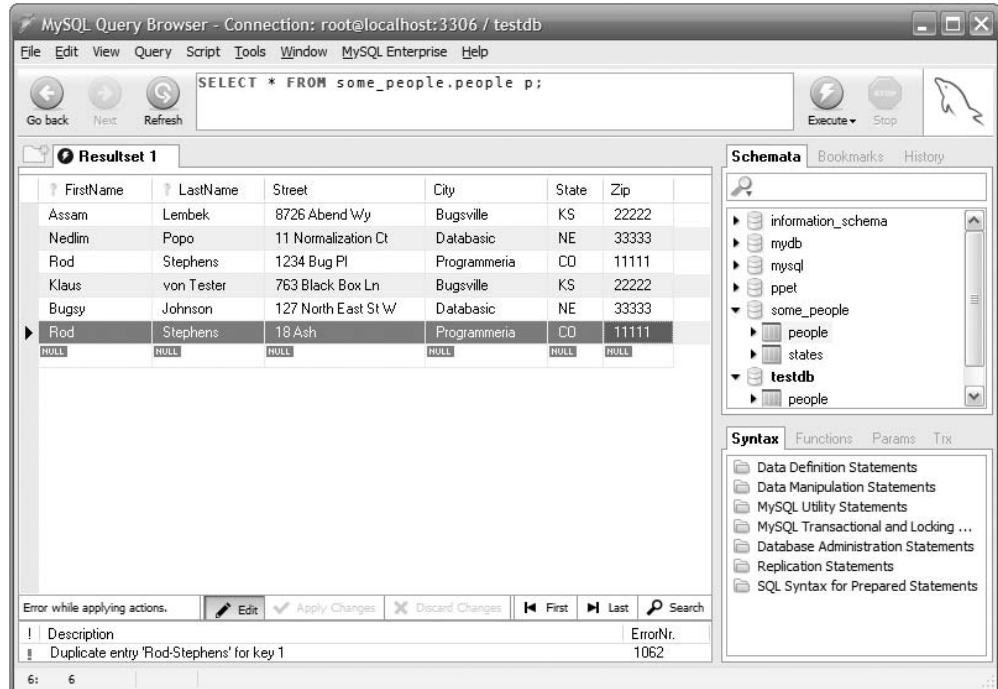 MySQL Query Browser - Connection: root@localhost:3306 / testdb
File Edit View Query Script Tools Window MySQL Enterprise Help
SELECT * FROM some_people.people p;
Go back Next Refresh Execute Stop
Resultset 1
FirstName LastName Street City State Zip
Assam Lembek 8726 Abend Wy Bugsville KS 22222
Nedlim Popo 11 Normalization Ct Databasic NE 33333
Rod Stephens 1234 Bug Pl Programmeria CO 11111
Klaus von Tester 763 Black Box Ln Bugsville KS 22222
Bugsy Johnson 127 North East St W Databasic NE 33333
Rod Stephens 18 Ash Programmeria CO 11111
NULL NULL NULL NULL NULL NULL
Schemata Bookmarks History
information_schema
mydb
mysql
ppet
some_people
people
states
testdb
people
Syntax Functions Params Trx
Data Definition Statements
Data Manipulation Statements
MySQL Utility Statements
MySQL Transactional and Locking ...
Database Administration Statements
Replication Statements
SQL Syntax for Prepared Statements
Error while applying actions. Edit Apply Changes Discard Changes First Last Search
! Description ErrorNr.
! Duplicate entry 'Rod-Stephens' for key 1 1062
6: 6